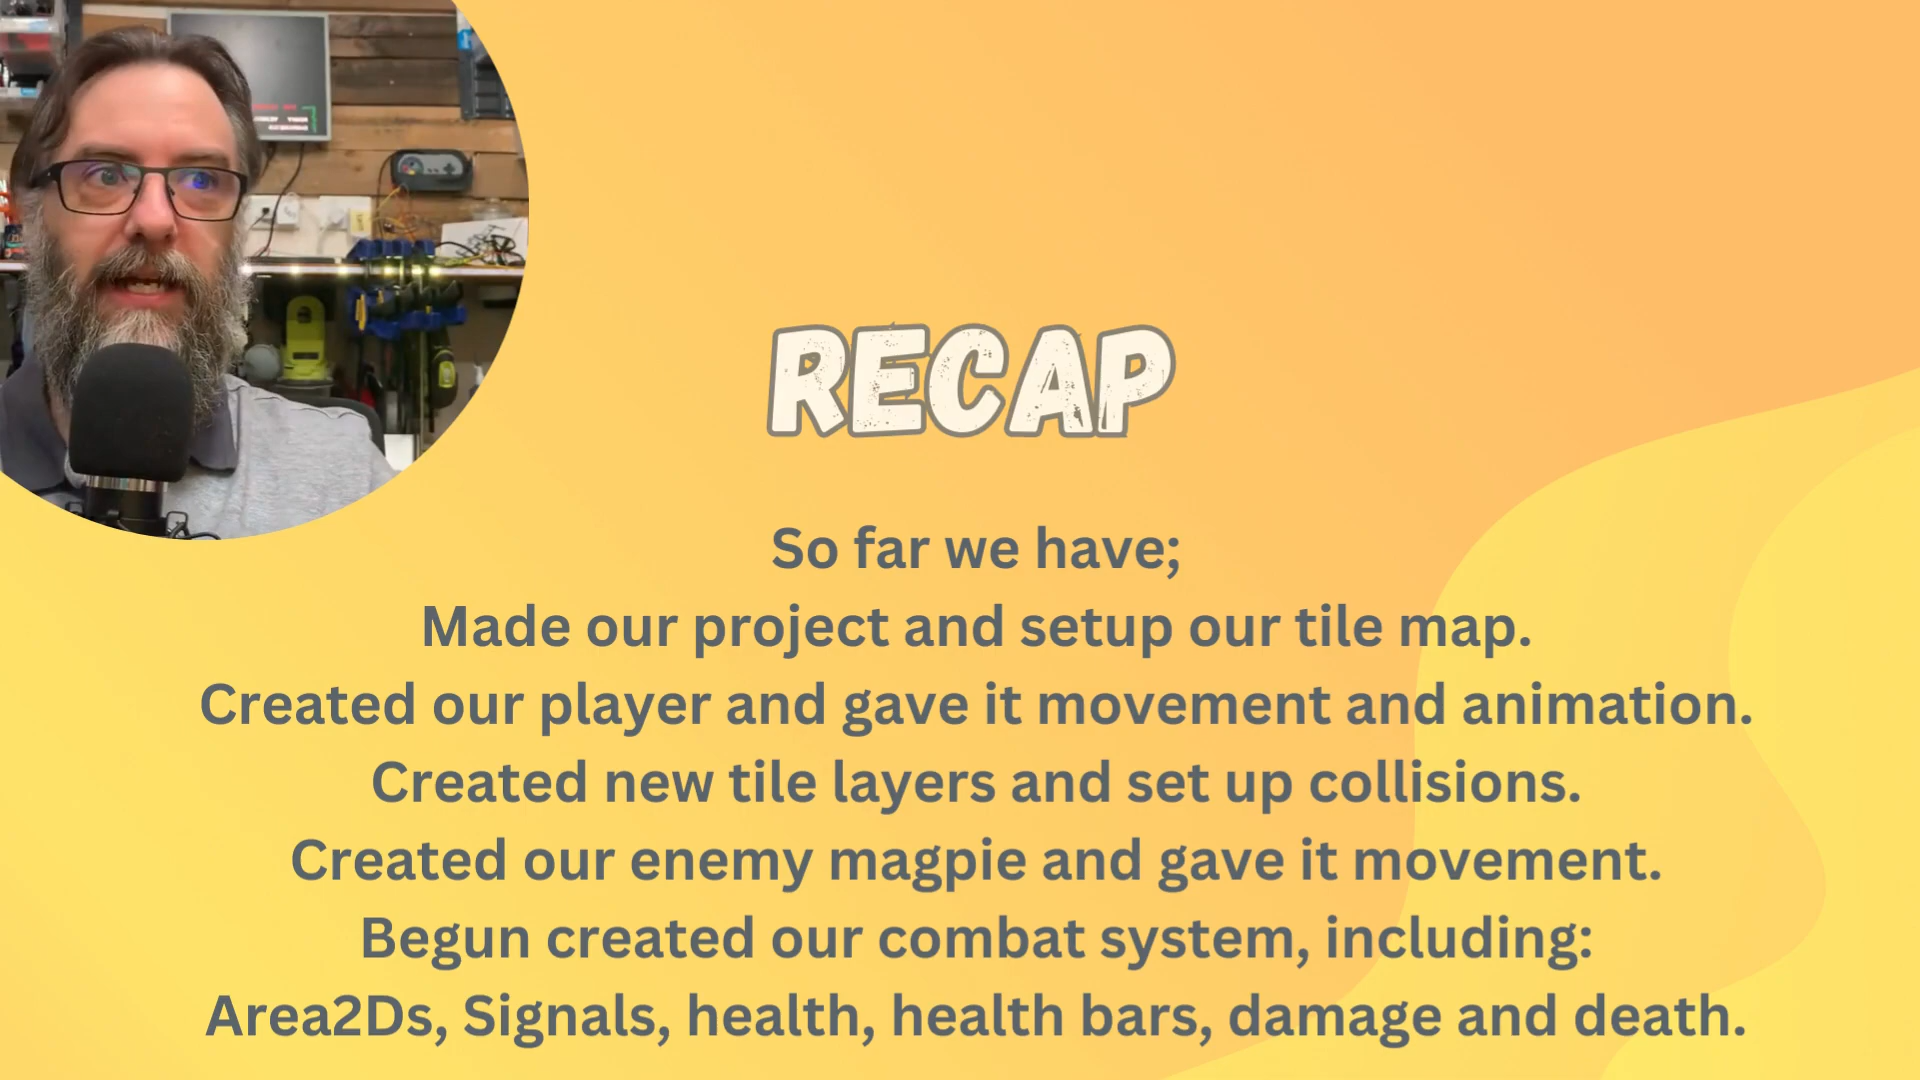 RECAP
So far we have;
Made our project and setup our tile map.
Created our player and gave it movement and animation.
Created new tile layers and set up collisions.
Created our enemy magpie and gave it movement.
Begun created our combat system, including:
Area2Ds, Signals, health, health bars, damage and death.